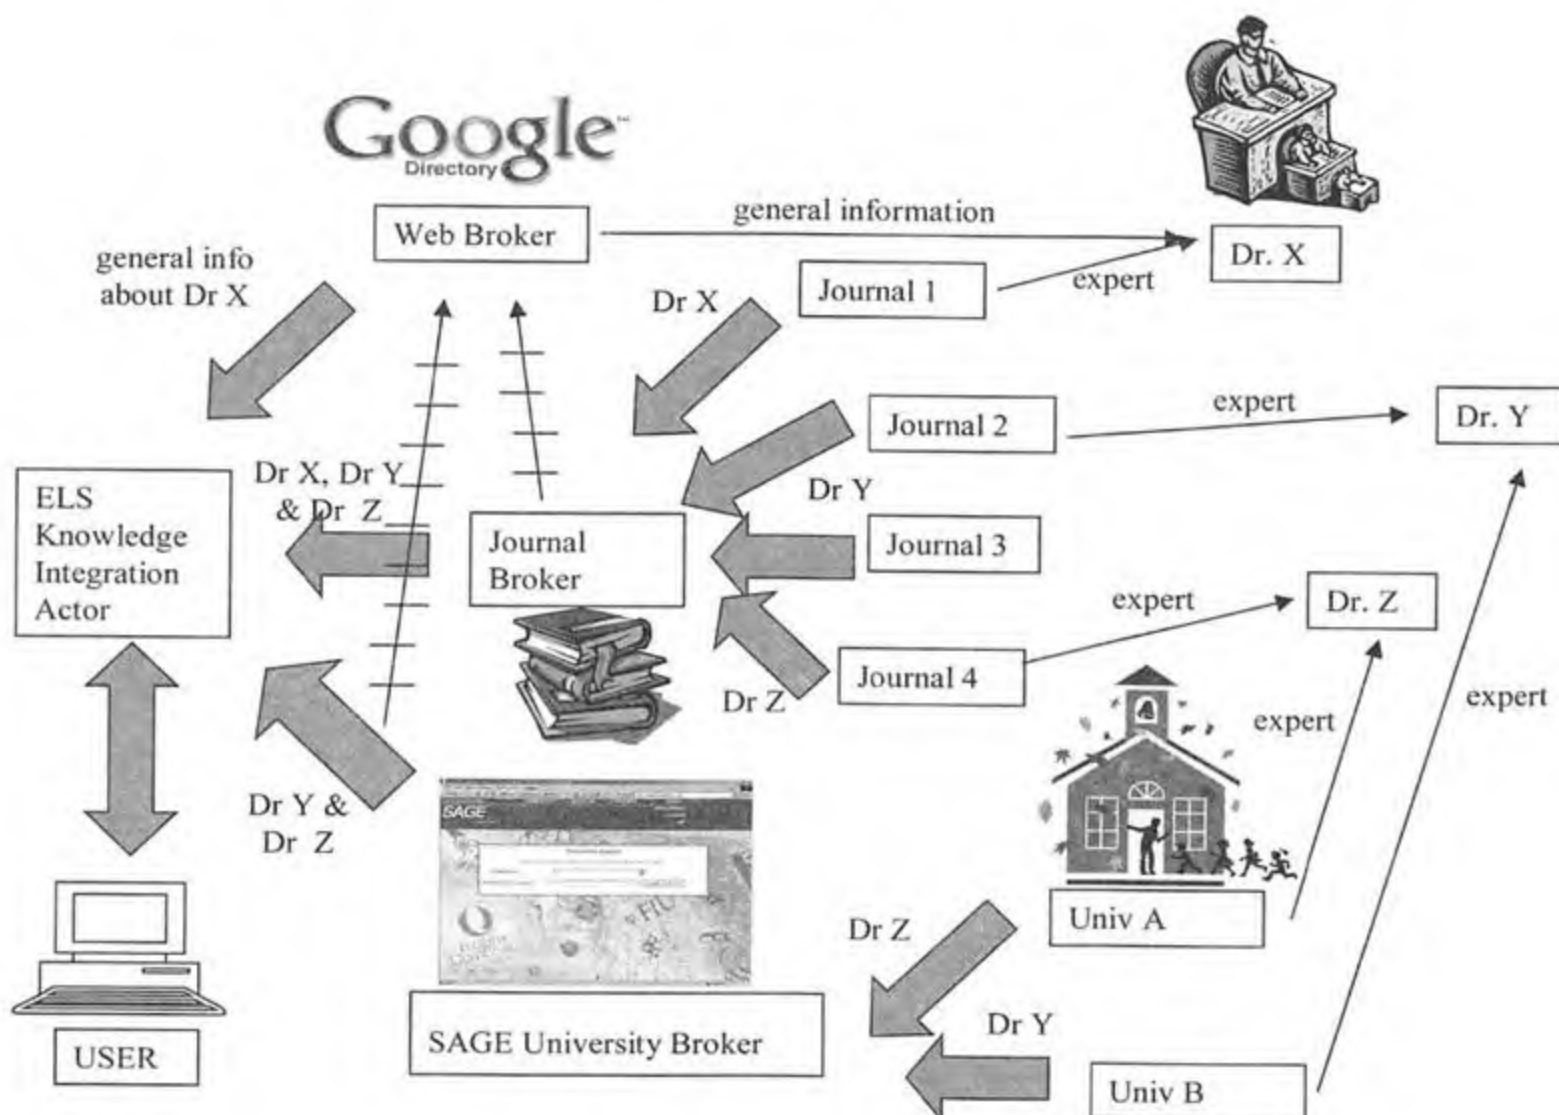 Google™
Directory
Web Broker
general information
Dr. X
general info
about Dr X
Dr X
Journal 1
expert
Journal 2
expert
Dr. Y
Dr X, Dr Y
& Dr Z
Dr Y
ELS
Knowledge
Integration
Actor
Journal
Broker
Journal 3
expert
Dr. Z
Journal 4
Dr Z
expert
expert
Dr Y &
Dr Z
SAGE
Dr Z
Univ A
Dr Y
SAGE University Broker
USER
Univ B